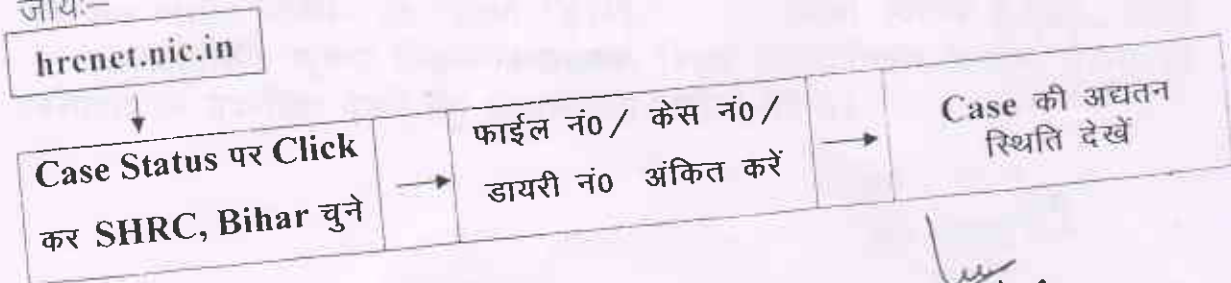 जाय:–
hrcnet.nic.in
Case Status पर Click
कर SHRC, Bihar चुने
फाईल नं0 / केस नं0 /
डायरी नं0 अंकित करें
Case की अद्यतन
स्थिति देखें